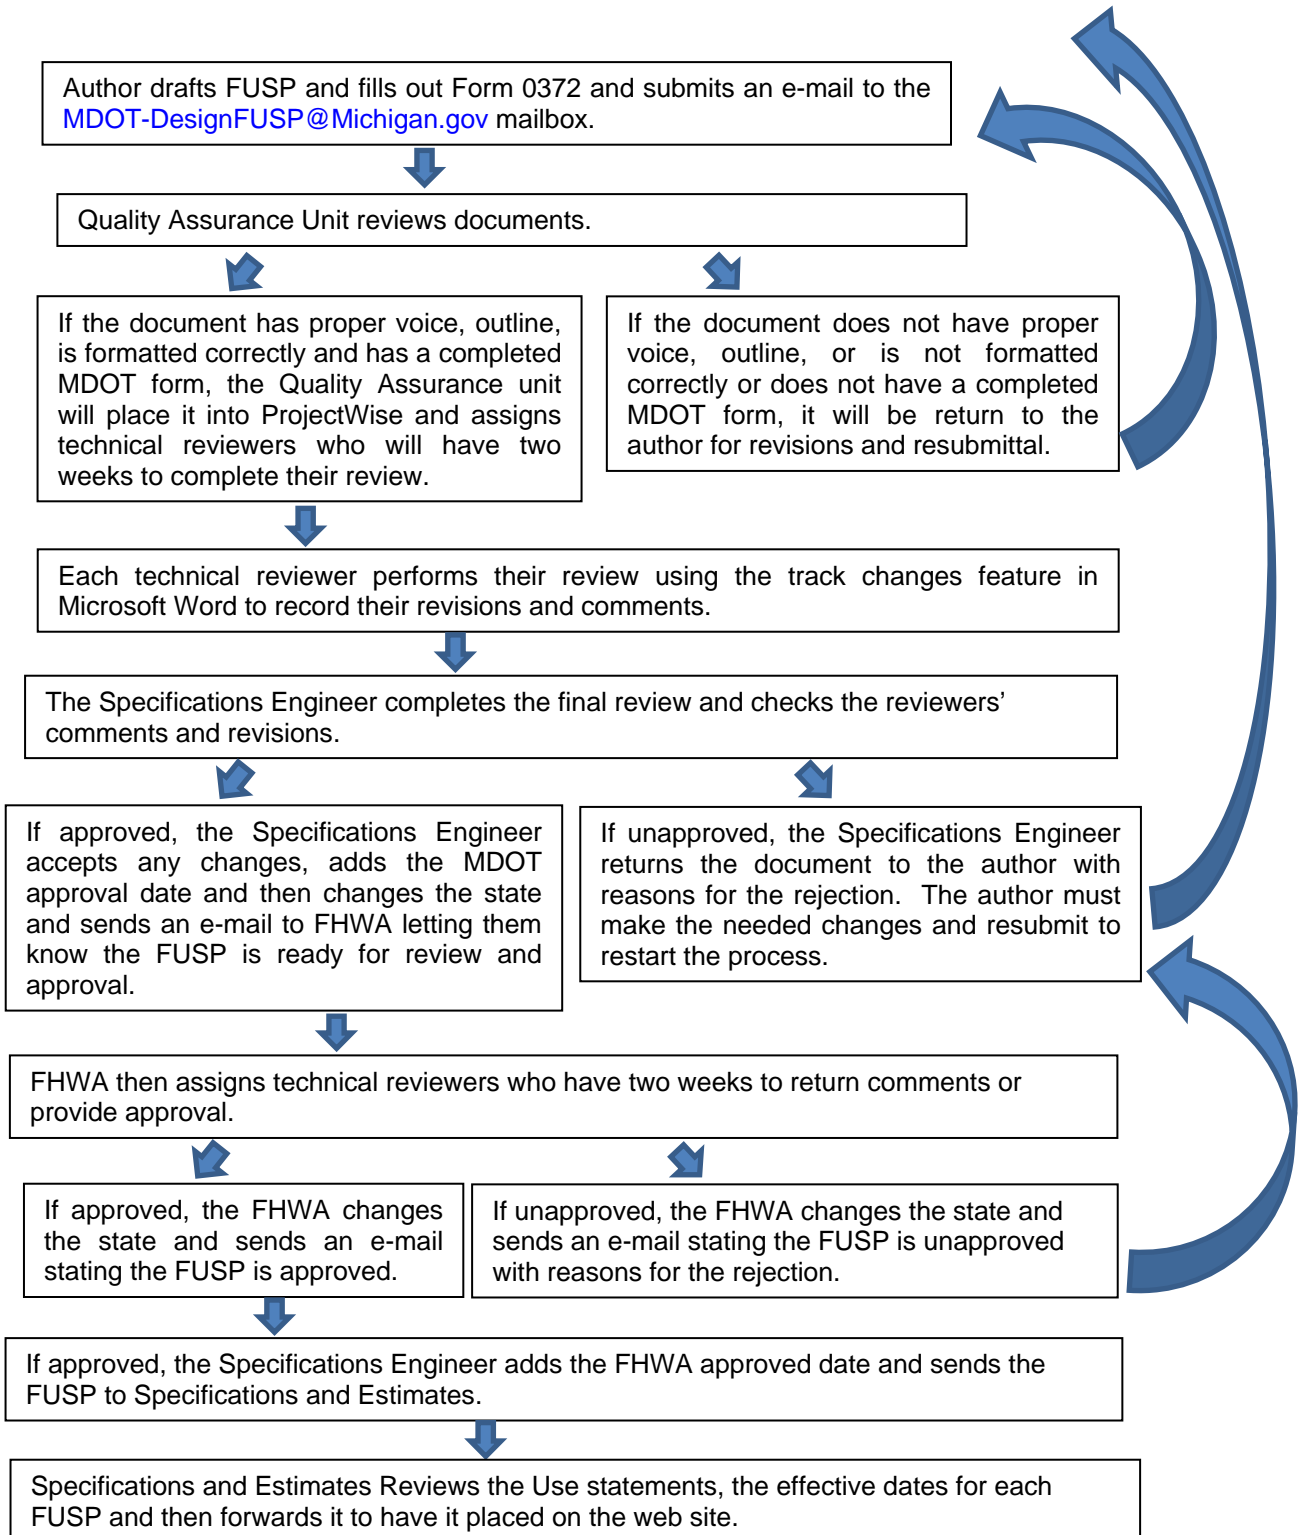 Author drafts FUSP and fills out Form 0372 and submits an e-mail to the
MDOT-DesignFUSP@Michigan.gov mailbox.
Quality Assurance Unit reviews documents.
If the document has proper voice, outline,
is formatted correctly and has a completed
MDOT form, the Quality Assurance unit
will place it into ProjectWise and assigns
technical reviewers who will have two
weeks to complete their review.
If the document does not have proper
voice, outline, or is not formatted
correctly or does not have a completed
MDOT form, it will be return to the
author for revisions and resubmittal.
Each technical reviewer performs their review using the track changes feature in
Microsoft Word to record their revisions and comments.
The Specifications Engineer completes the final review and checks the reviewers’
comments and revisions.
If approved, the Specifications Engineer
accepts any changes, adds the MDOT
approval date and then changes the state
and sends an e-mail to FHWA letting them
know the FUSP is ready for review and
approval.
If unapproved, the Specifications Engineer
returns the document to the author with
reasons for the rejection.  The author must
make the needed changes and resubmit to
restart the process.
FHWA then assigns technical reviewers who have two weeks to return comments or
provide approval.
If approved, the FHWA changes
the state and sends an e-mail
stating the FUSP is approved.
If unapproved, the FHWA changes the state and
sends an e-mail stating the FUSP is unapproved
with reasons for the rejection.
If approved, the Specifications Engineer adds the FHWA approved date and sends the
FUSP to Specifications and Estimates.
Specifications and Estimates Reviews the Use statements, the effective dates for each
FUSP and then forwards it to have it placed on the web site.